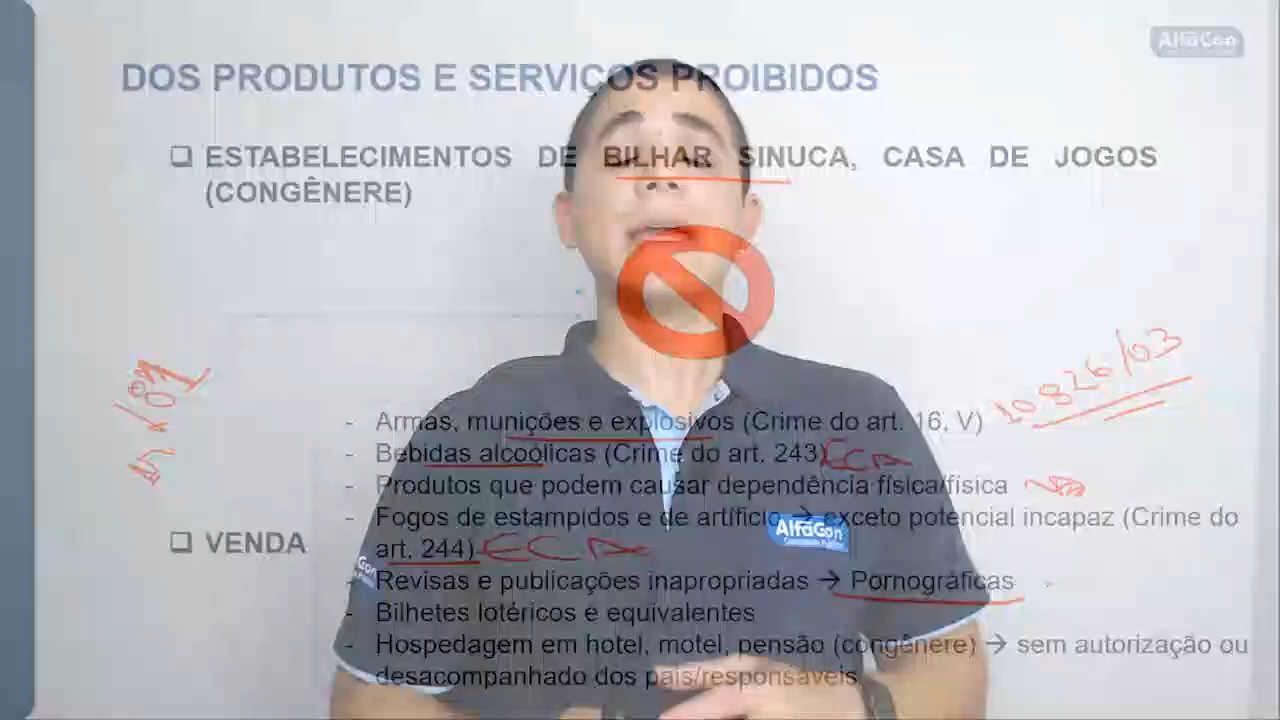 AlfaCon
DOS PRODUTOS E SERVIÇOS PROIBIDOS
❑ ESTABELECIMENTOS DE BILHAR SINUCA, CASA DE JOGOS
(CONGÊNERE)
10826/03
- Armas, munições e explosivos (Crime do art. 16, V)
- Bebidas alcoólicas (Crime do art. 243) ECA
- Produtos que podem causar dependência física/física
- Fogos de estampidos e de artifício → exceto potencial incapaz (Crime do
art. 244) ECA
❑ VENDA
AlfaCon
- Revisas e publicações inapropriadas → Pornográficas
- Bilhetes lotéricos e equivalentes
- Hospedagem em hotel, motel, pensão (congênere) → sem autorização ou
desacompanhado dos pais/responsáveis